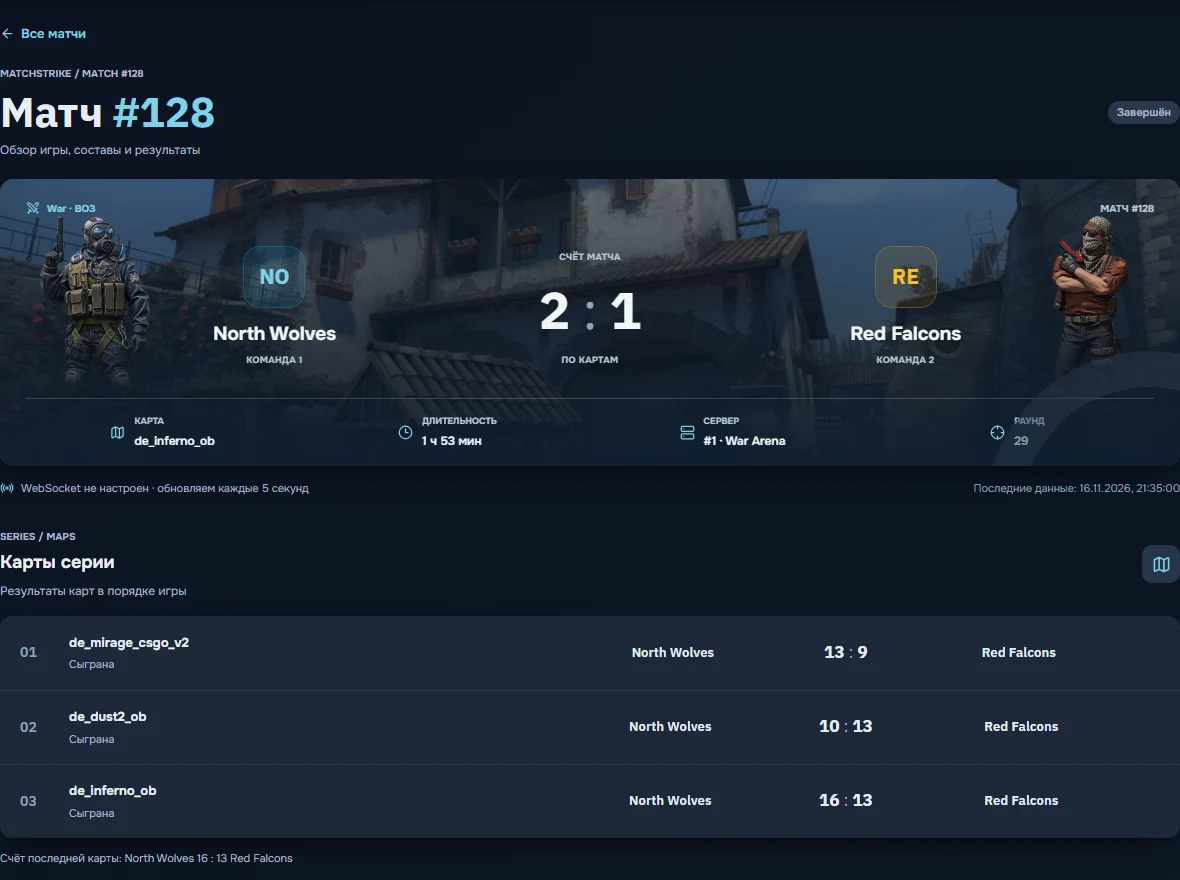 Все матчи
MATCHSTRIKE / MATCH #128
Матч #128
Завершён
Обзор игры, составы и результаты
War · BO3
МАТЧ #128
NO
North Wolves
КОМАНДА 1
СЧЁТ МАТЧА
2 : 1
ПО КАРТАМ
RE
Red Falcons
КОМАНДА 2
КАРТА
de_inferno_ob
ДЛИТЕЛЬНОСТЬ
1 ч 53 мин
СЕРВЕР
#1 · War Arena
РАУНД
29
WebSocket не настроен · обновляем каждые 5 секунд
Последние данные: 16.11.2026, 21:35:00
SERIES / MAPS
Карты серии
Результаты карт в порядке игры
01
de_mirage_csgo_v2
Сыграна
North Wolves
13 : 9
Red Falcons
02
de_dust2_ob
Сыграна
North Wolves
10 : 13
Red Falcons
03
de_inferno_ob
Сыграна
North Wolves
16 : 13
Red Falcons
Счёт последней карты: North Wolves 16 : 13 Red Falcons